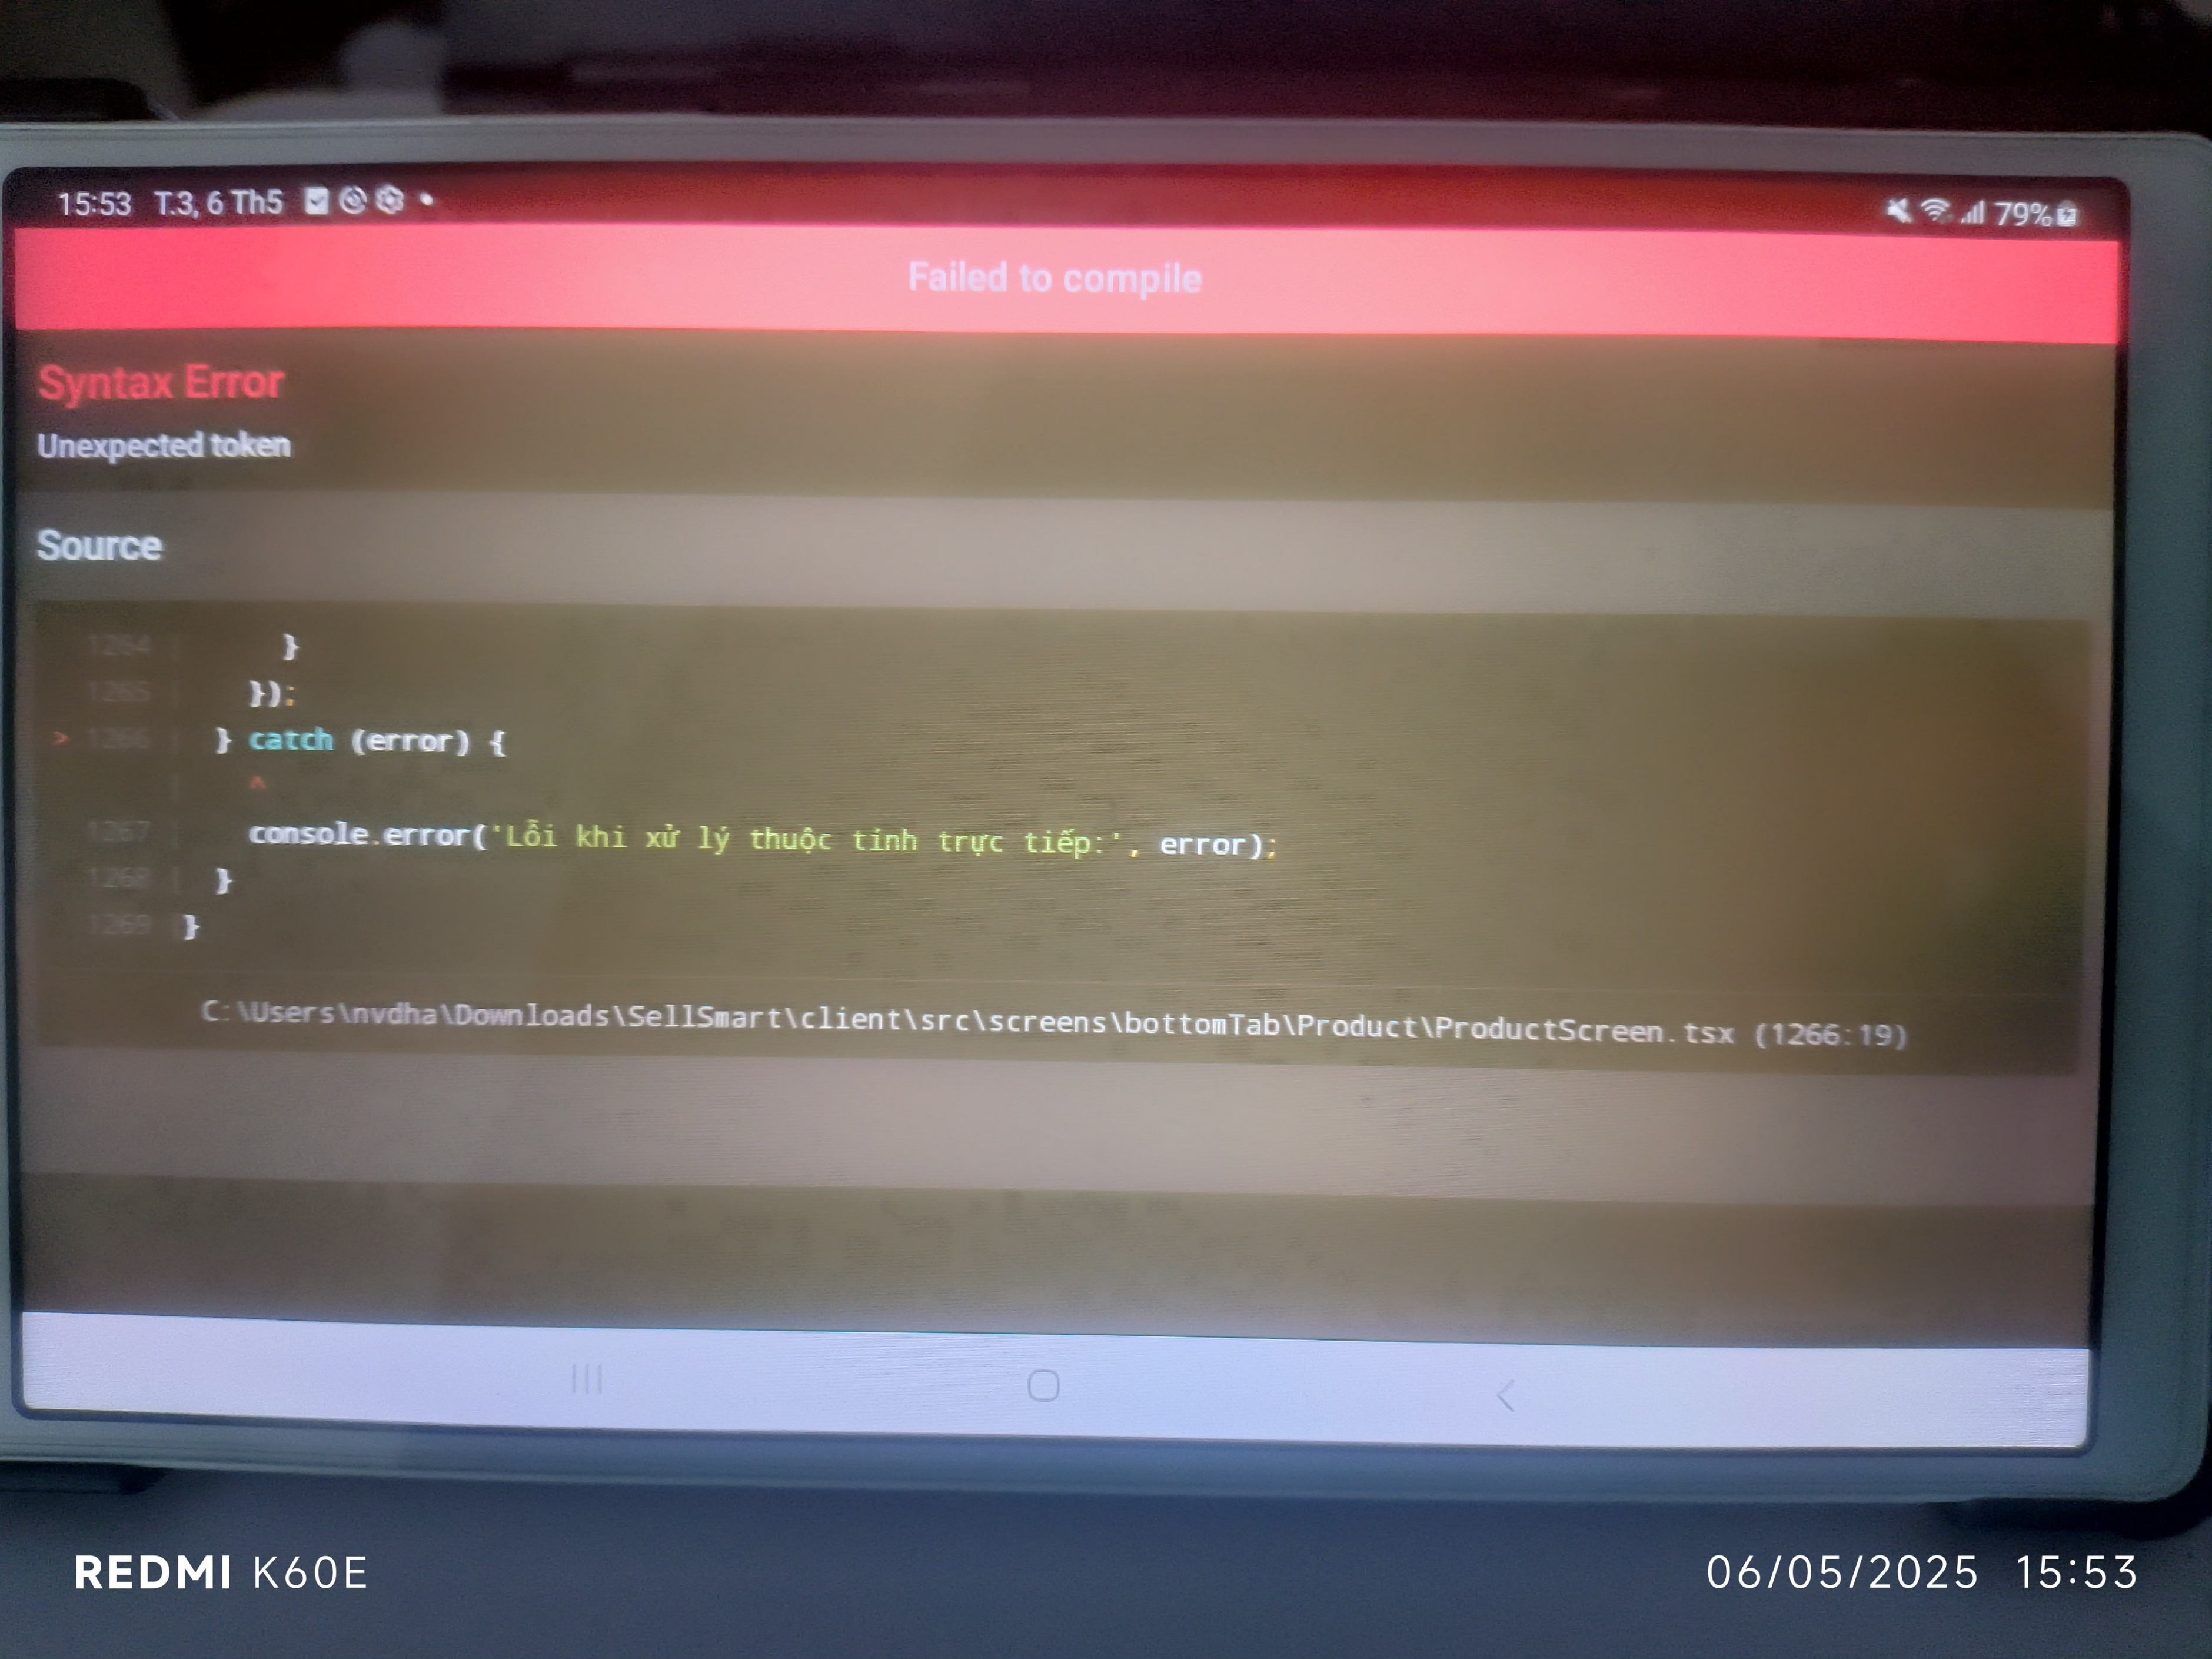 15:53 T.3, 6 Th5 79%
Failed to compile
Syntax Error
Unexpected token
Source
1264 | }
1265 | });
> 1266 | } catch (error) {
| ^
1267 | console.error('Lỗi khi xử lý thuộc tính trực tiếp:', error);
1268 | }
1269 | }
C:\Users\nvdha\Downloads\SellSmart\client\src\screens\bottomTab\Product\ProductScreen.tsx (1266:19)
REDMI K60E
06/05/2025 15:53